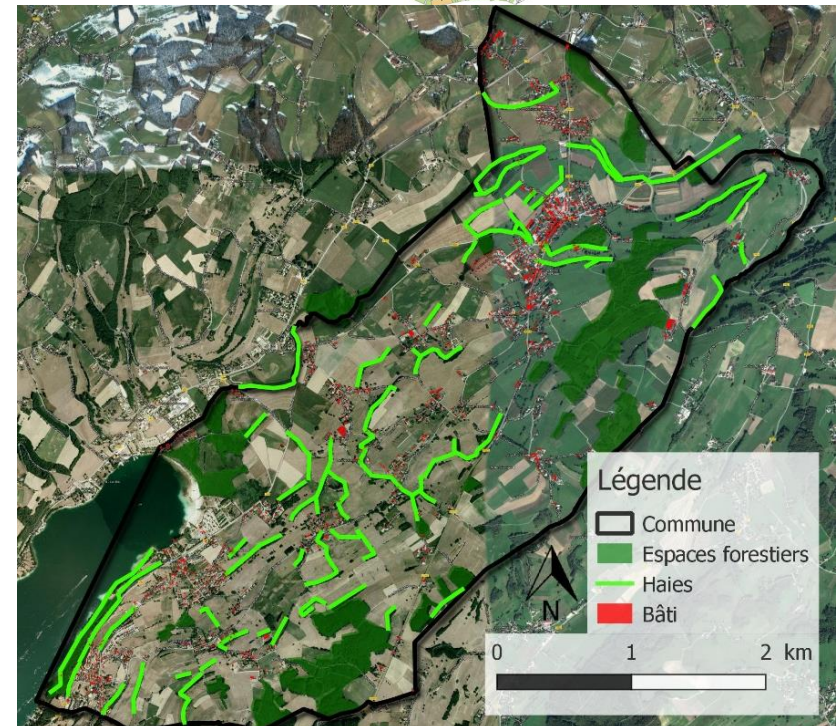 Légende
Commune
Espaces forestiers
Haies
Bâti
N
0 1 2 km